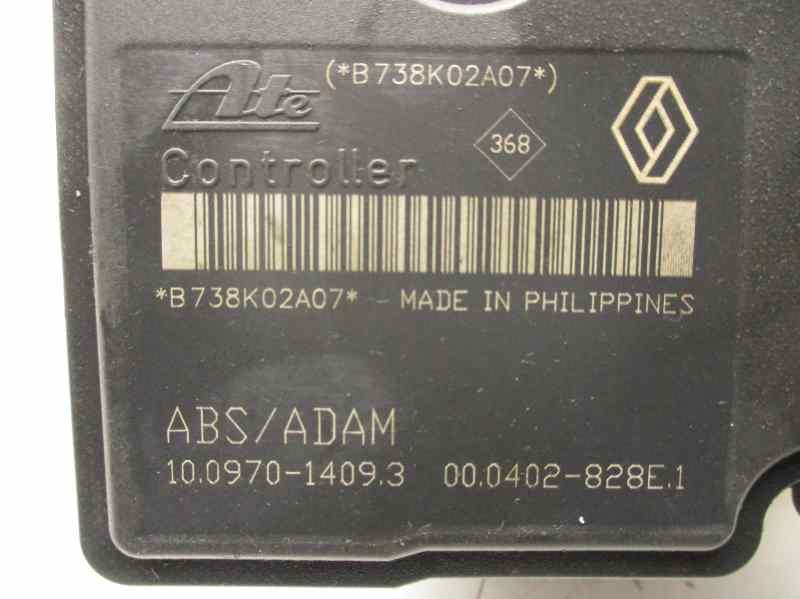 (*B738K02A07*)
Ate
368
Controller
*B738K02A07* MADE IN PHILIPPINES
ABS/ADAM
10.0970-1409.3 00.0402-828E.1